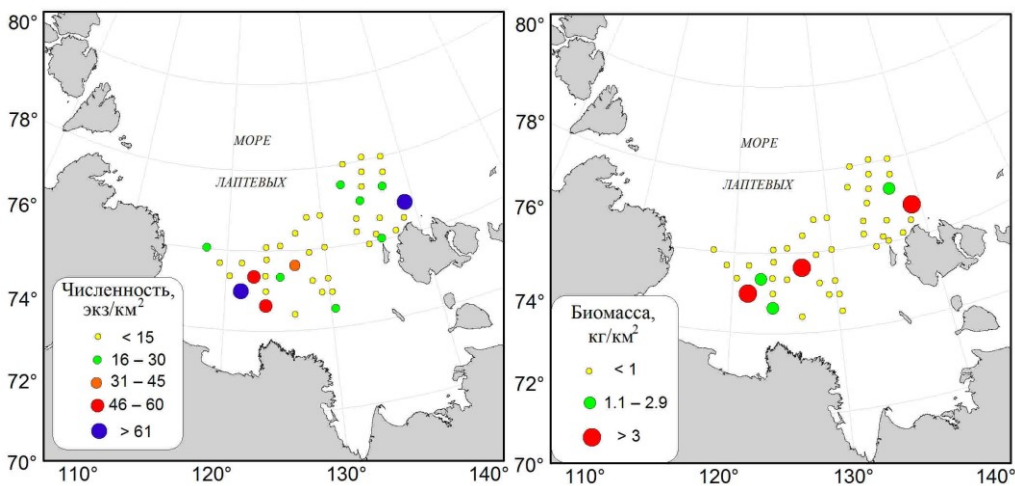 80°
78°
76°
74°
72°
70°
110°
120°
130°
140°
МОРЕ
ЛАПТЕВЫХ
Численность,
экз/км²
< 15
16 – 30
31 – 45
46 – 60
> 61
80°
78°
76°
74°
72°
70°
110°
120°
130°
140°
МОРЕ
ЛАПТЕВЫХ
Биомасса,
кг/км²
< 1
1.1 – 2.9
> 3